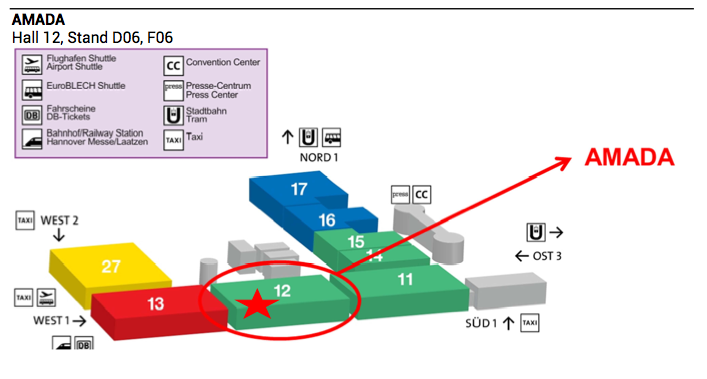 AMADA
Hall 12, Stand D06, F06
Flughafen Shuttle
Airport Shuttle
CC Convention Center
EuroBLECH Shuttle
press Presse-Centrum
Press Center
DB Fahrscheine
DB-Tickets
Stadtbahn
Tram
Bahnhof/Railway Station
Hannover Messe/Laatzen
TAXI Taxi
NORD 1
AMADA
17
press CC
16
TAXI WEST 2
15
14
OST 3
27
11
12
TAXI
13
WEST 1
SÜD 1 TAXI
DB